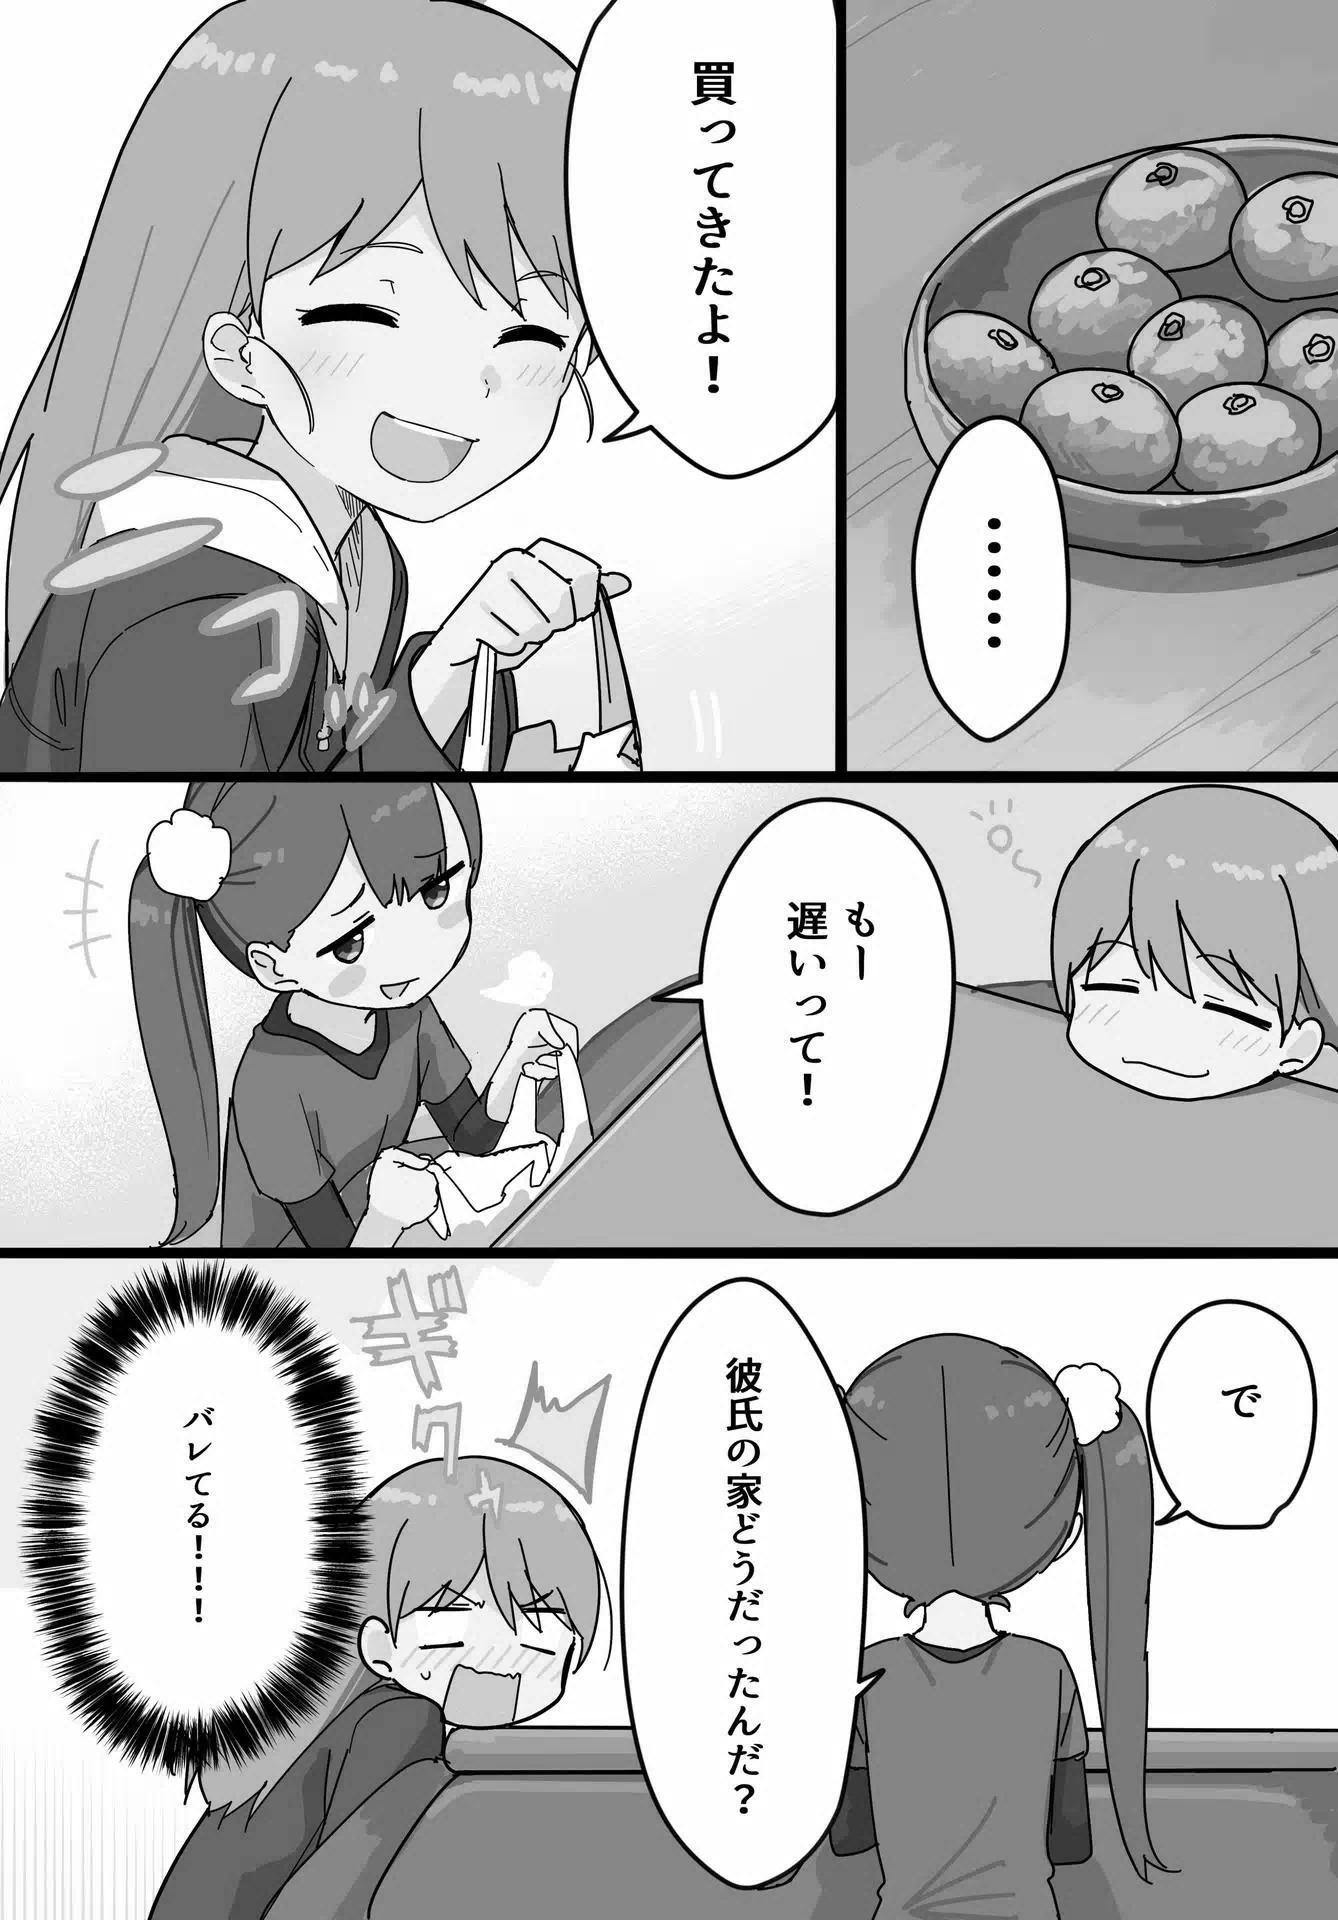 ・・・・・・
買ってきたよ！
もー
遅いって！
で
彼氏の家どうだったんだ？
ギクッ
バレてる！！！